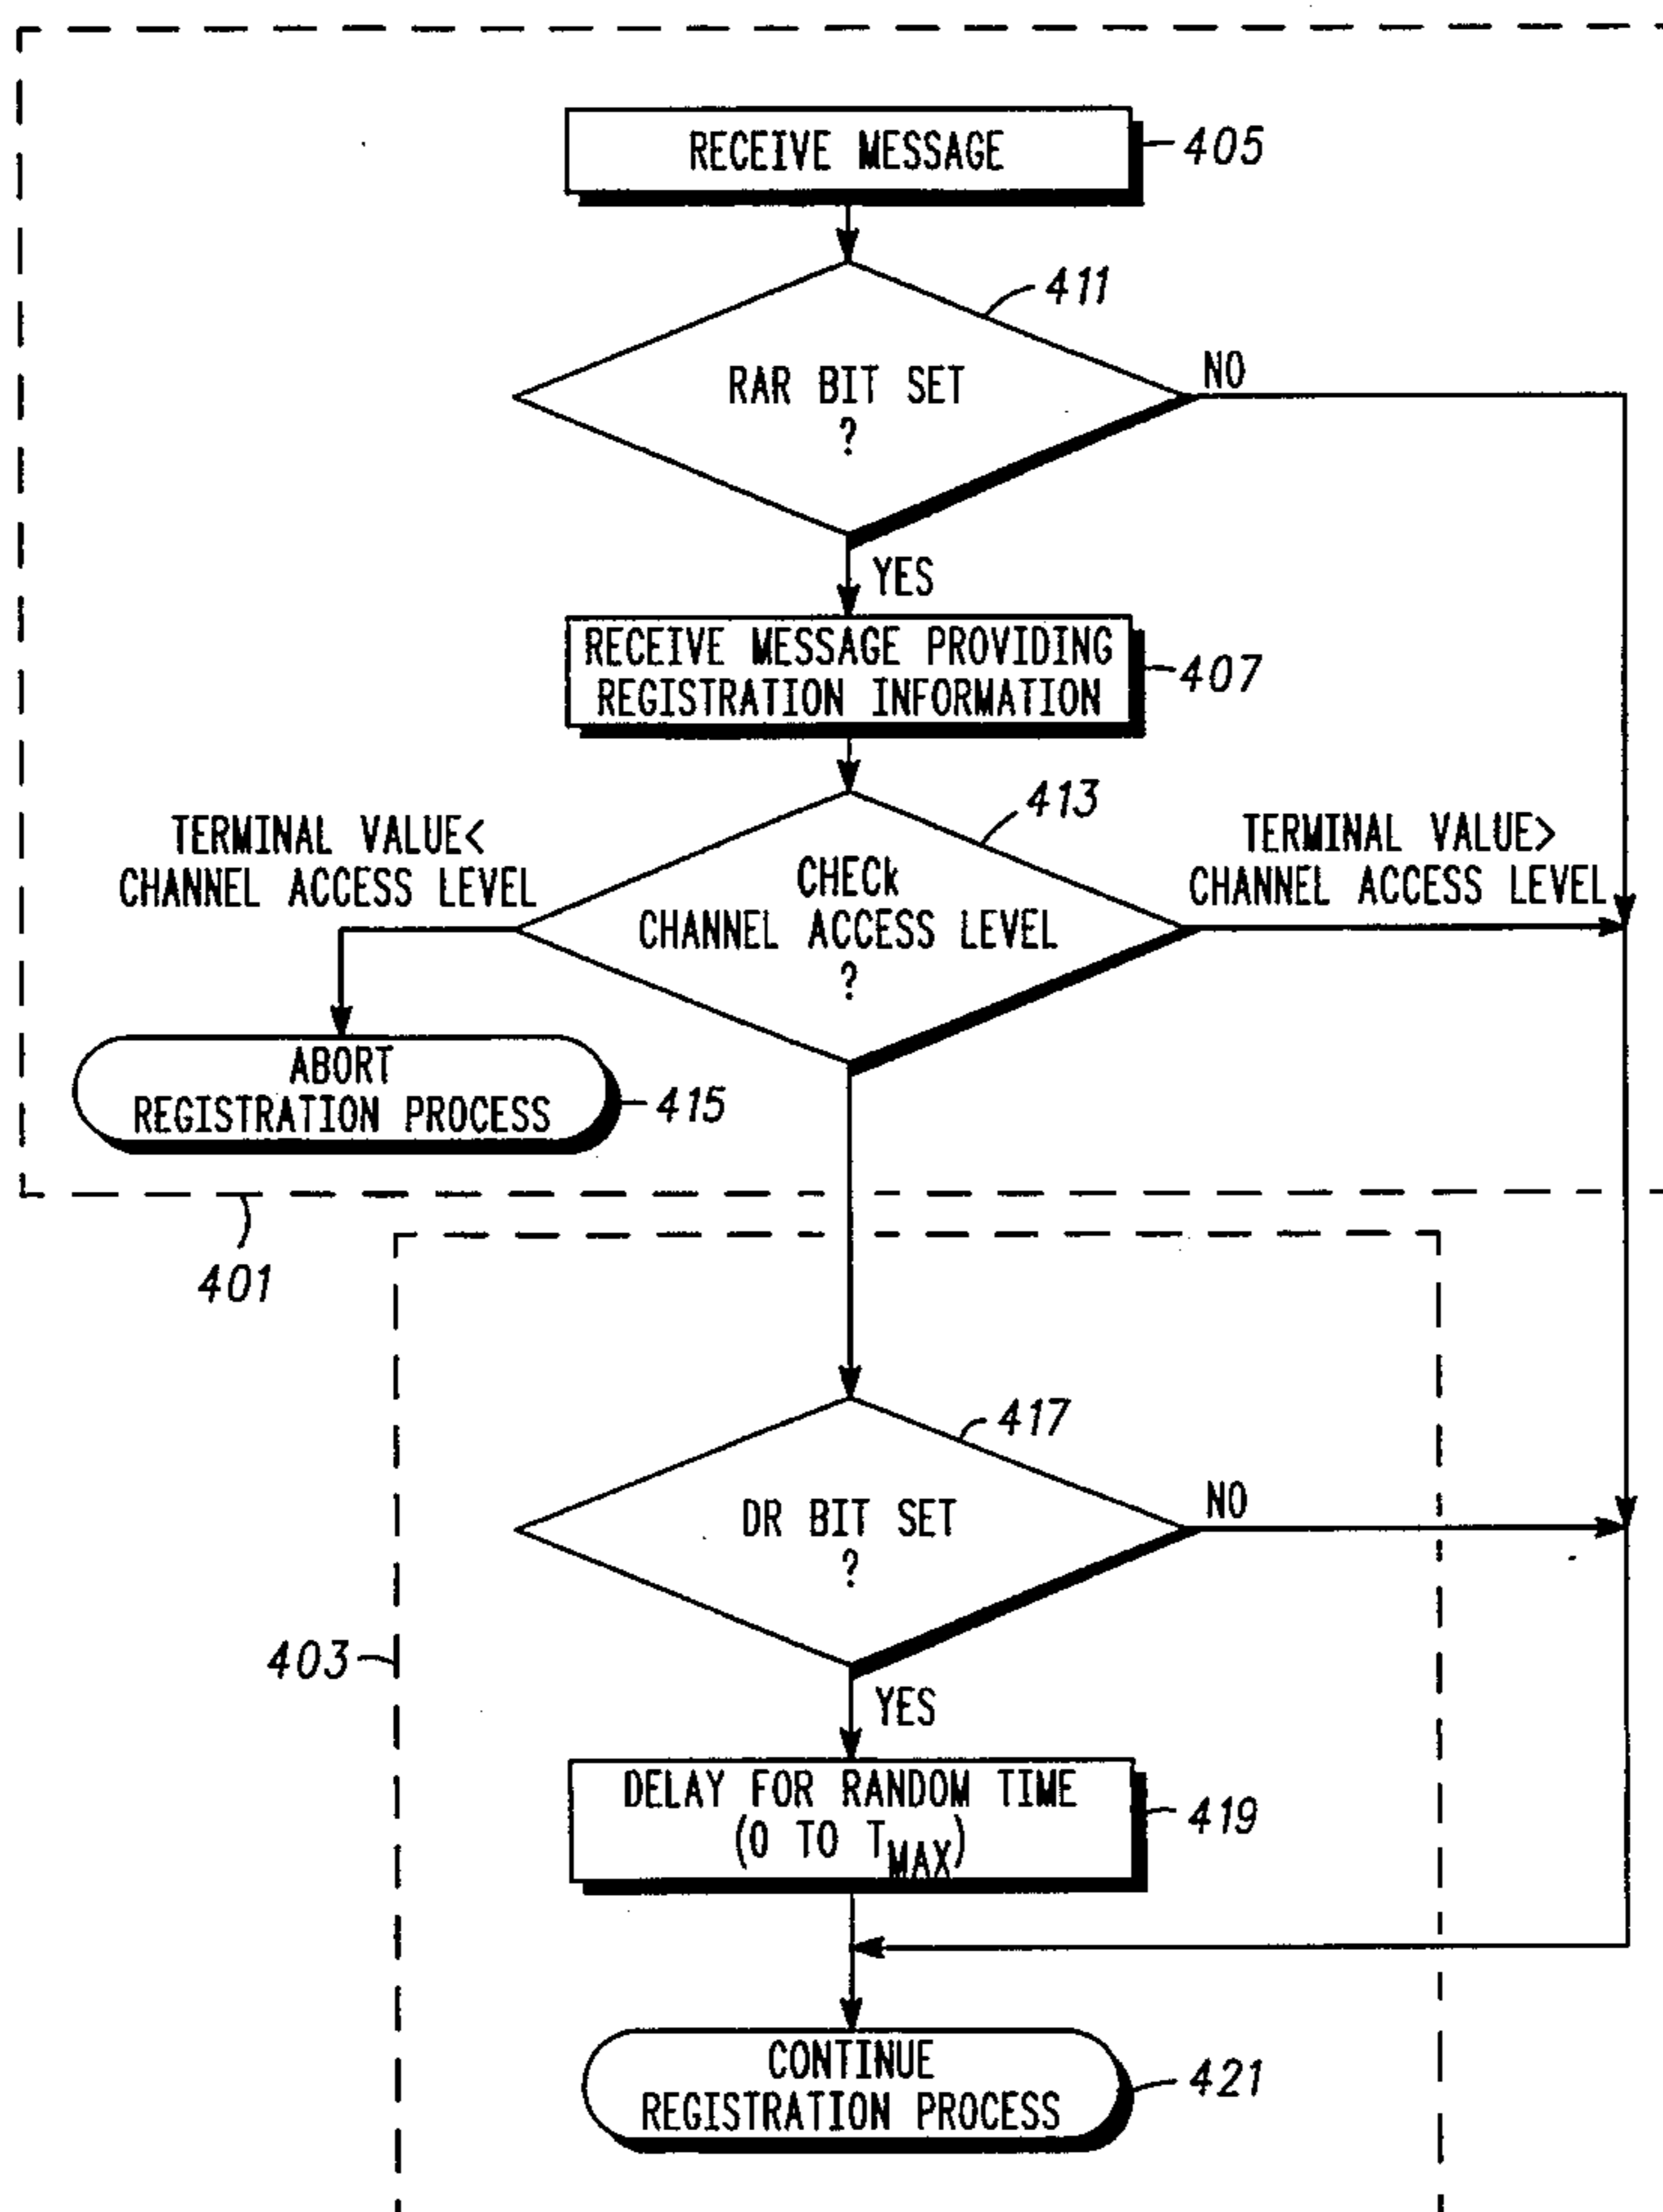 RECEIVE MESSAGE
405
411
RAR BIT SET
?
NO
YES
RECEIVE MESSAGE PROVIDING
REGISTRATION INFORMATION
407
413
TERMINAL VALUE<
CHANNEL ACCESS LEVEL
CHECK
CHANNEL ACCESS LEVEL
?
TERMINAL VALUE>
CHANNEL ACCESS LEVEL
ABORT
REGISTRATION PROCESS
415
401
417
DR BIT SET
?
NO
403
YES
DELAY FOR RANDOM TIME
(0 TO TMAX)
419
CONTINUE
REGISTRATION PROCESS
421